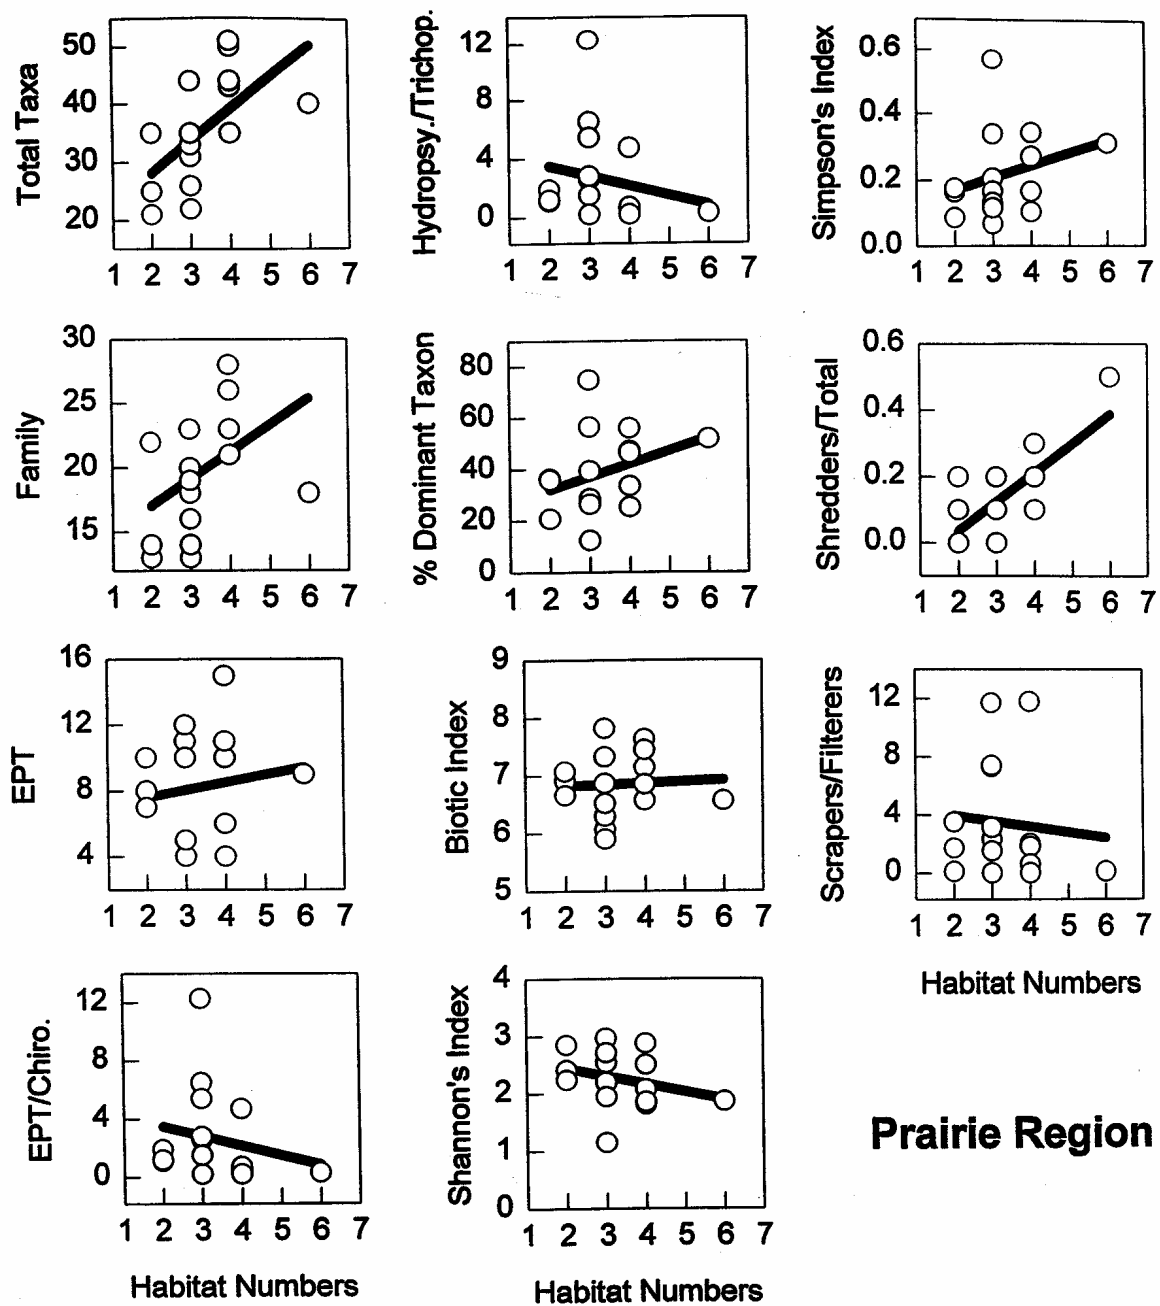 Total Taxa
50
40
30
20
1 2 3 4 5 6 7
Hydropsy./Trichop.
12
8
4
0
1 2 3 4 5 6 7
Simpson's Index
0.6
0.4
0.2
0.0
1 2 3 4 5 6 7
Family
30
25
20
15
1 2 3 4 5 6 7
% Dominant Taxon
80
60
40
20
0
1 2 3 4 5 6 7
Shredders/Total
0.6
0.4
0.2
0.0
1 2 3 4 5 6 7
EPT
16
12
8
4
1 2 3 4 5 6 7
Biotic Index
9
8
7
6
5
1 2 3 4 5 6 7
Scrapers/Filterers
12
8
4
0
1 2 3 4 5 6 7
Habitat Numbers
EPT/Chiro.
12
8
4
0
1 2 3 4 5 6 7
Habitat Numbers
Shannon's Index
4
3
2
1
0
1 2 3 4 5 6 7
Habitat Numbers
Prairie Region